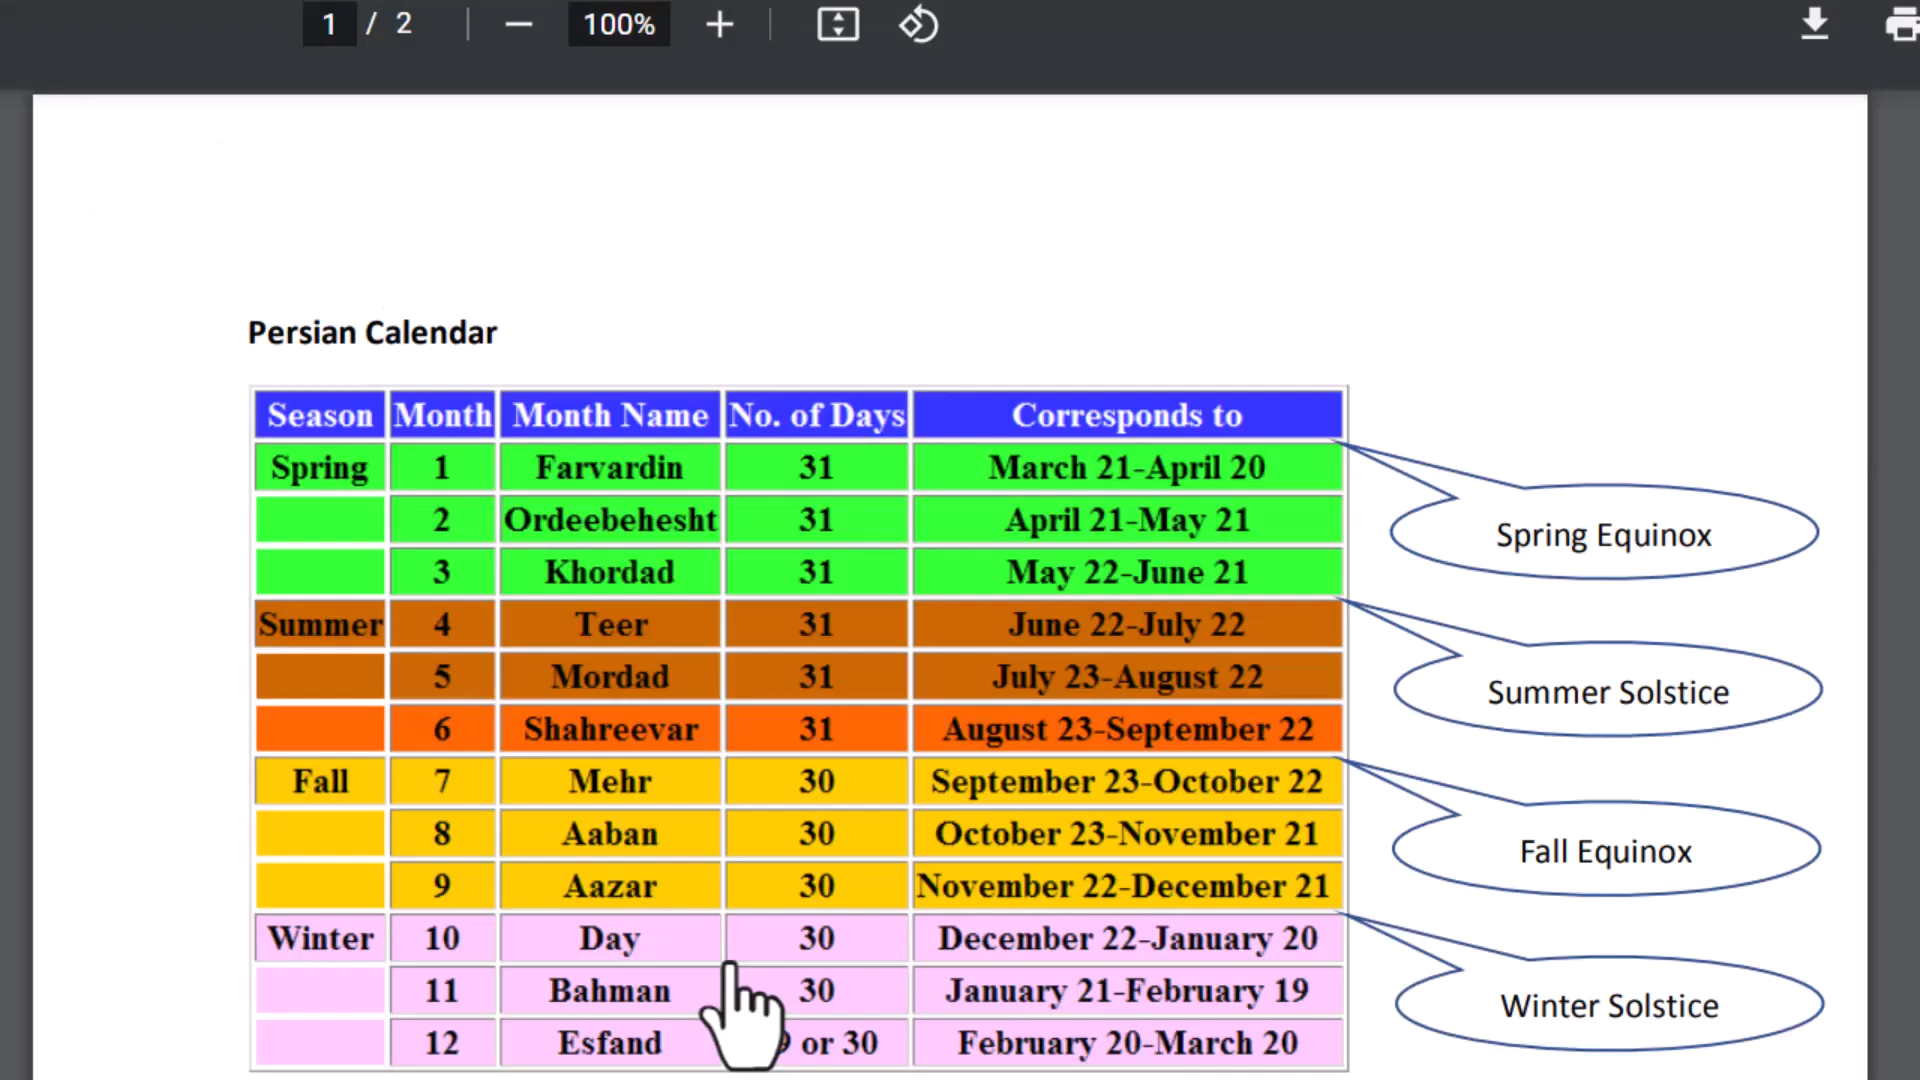 1 / 2 100%
Persian Calendar
Season Month Month Name No. of Days Corresponds to
Spring 1 Farvardin 31 March 21-April 20
2 Ordeebehesht 31 April 21-May 21
Spring Equinox
3 Khordad 31 May 22-June 21
Summer 4 Teer 31 June 22-July 22
5 Mordad 31 July 23-August 22
Summer Solstice
6 Shahreevar 31 August 23-September 22
Fall 7 Mehr 30 September 23-October 22
8 Aaban 30 October 23-November 21
Fall Equinox
9 Aazar 30 November 22-December 21
Winter 10 Day 30 December 22-January 20
11 Bahman 30 January 21-February 19
Winter Solstice
12 Esfand or 30 February 20-March 20